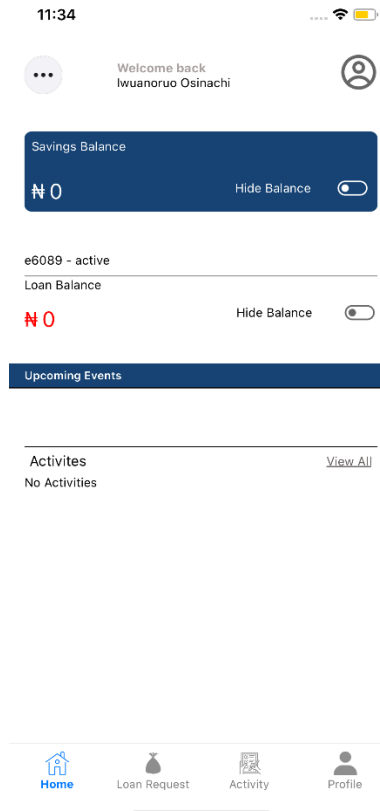 11:34
Welcome back
Iwuanoruo Osinachi
Savings Balance
₦ 0
Hide Balance
e6089 - active
Loan Balance
₦ 0
Hide Balance
Upcoming Events
Activites
View All
No Activities
Home
Loan Request
Activity
Profile